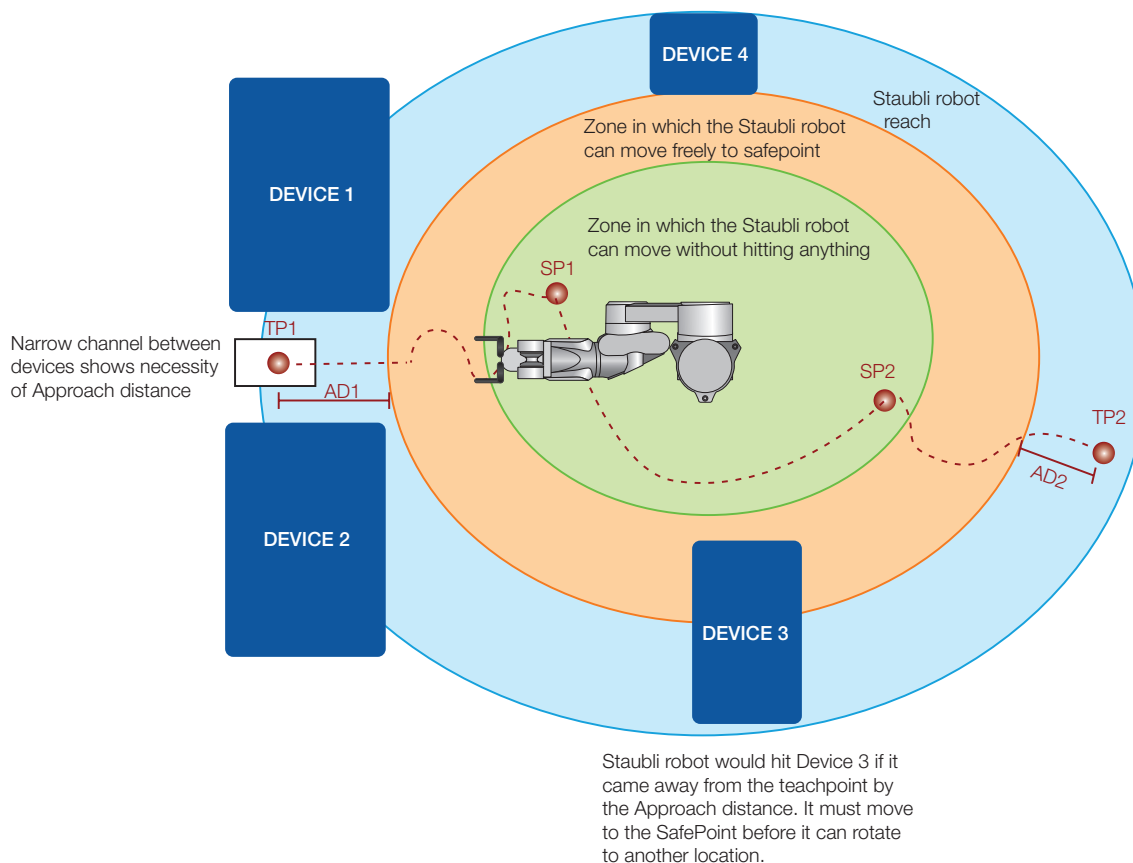 DEVICE 4
Staubli robot
reach
Zone in which the Staubli robot
can move freely to safepoint
DEVICE 1
Zone in which the Staubli robot
can move without hitting anything
SP1
TP1
Narrow channel between
devices shows necessity
of Approach distance
AD1
SP2
TP2
AD2
DEVICE 2
DEVICE 3
Staubli robot would hit Device 3 if it
came away from the teachpoint by
the Approach distance. It must move
to the SafePoint before it can rotate
to another location.